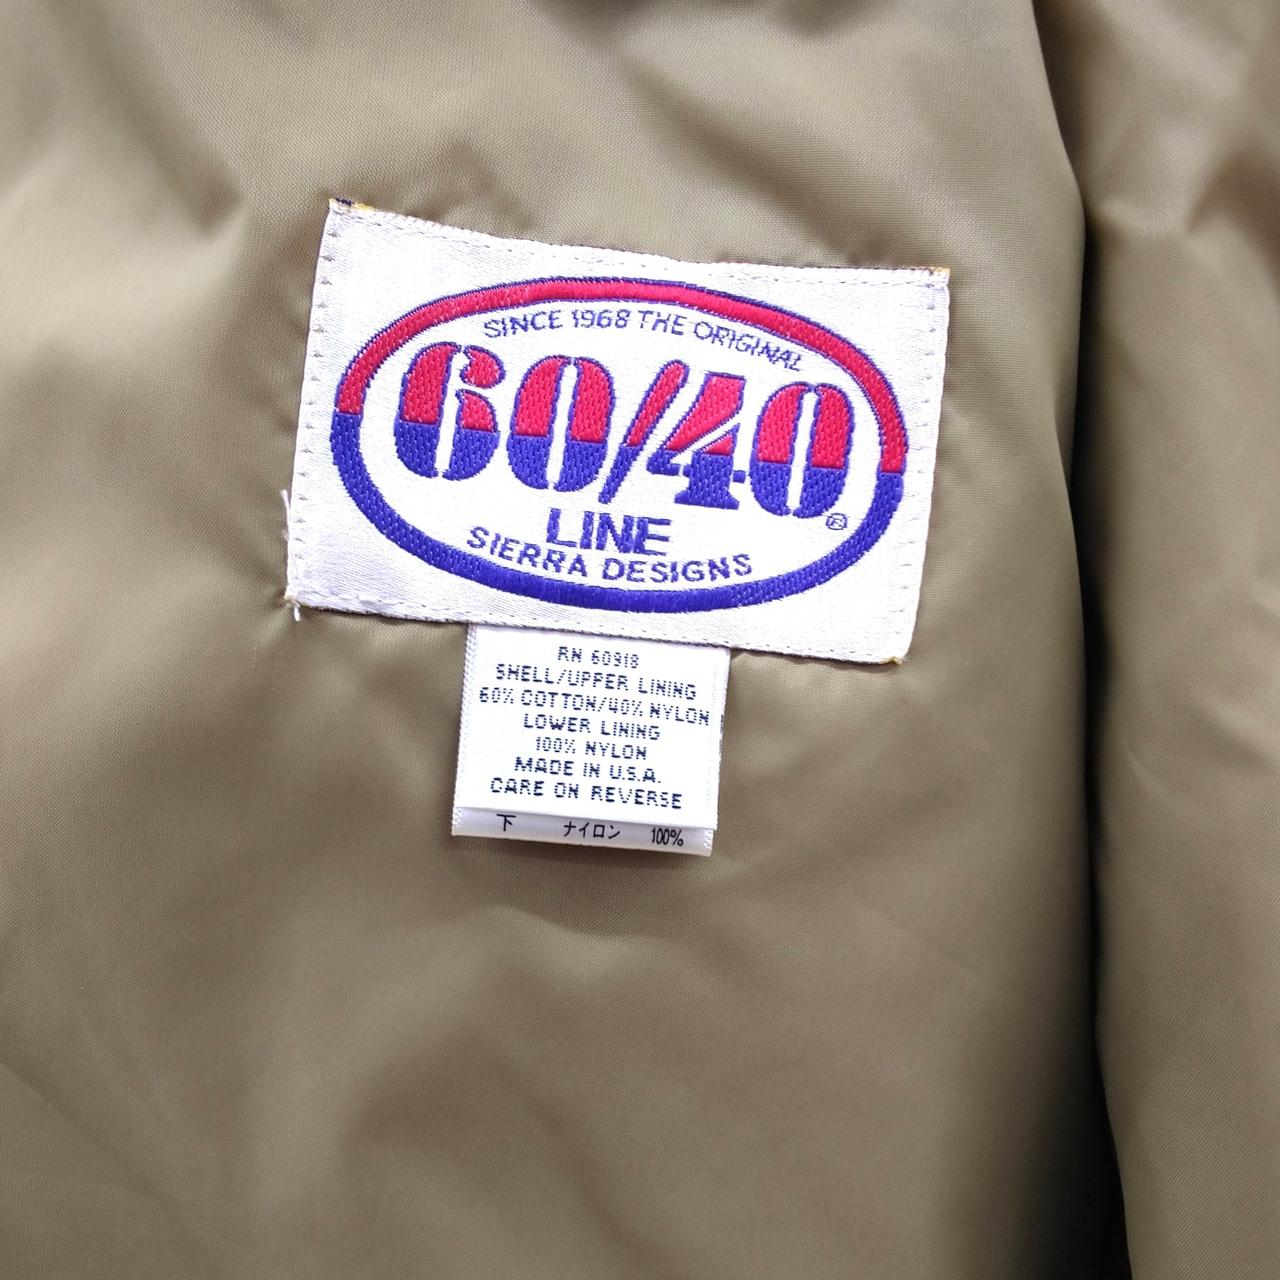 SINCE 1968 THE ORIGINAL
60/40
®
LINE
SIERRA DESIGNS
RN 60918
SHELL/UPPER LINING
60% COTTON/40% NYLON
LOWER LINING
100% NYLON
MADE IN U.S.A.
CARE ON REVERSE
下 ナイロン 100%